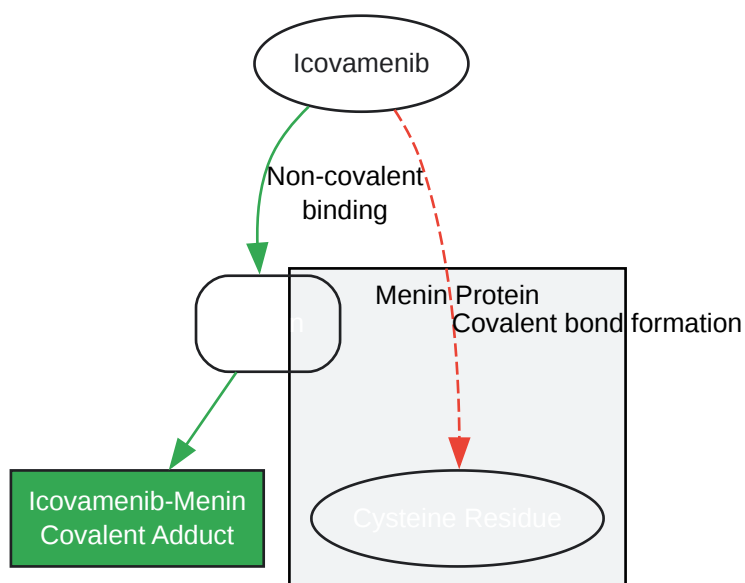 Icovamenib
Non-covalent
binding
Menin Protein
Covalent bond formation
Icovamenib-Menin
Covalent Adduct
Cysteine Residue